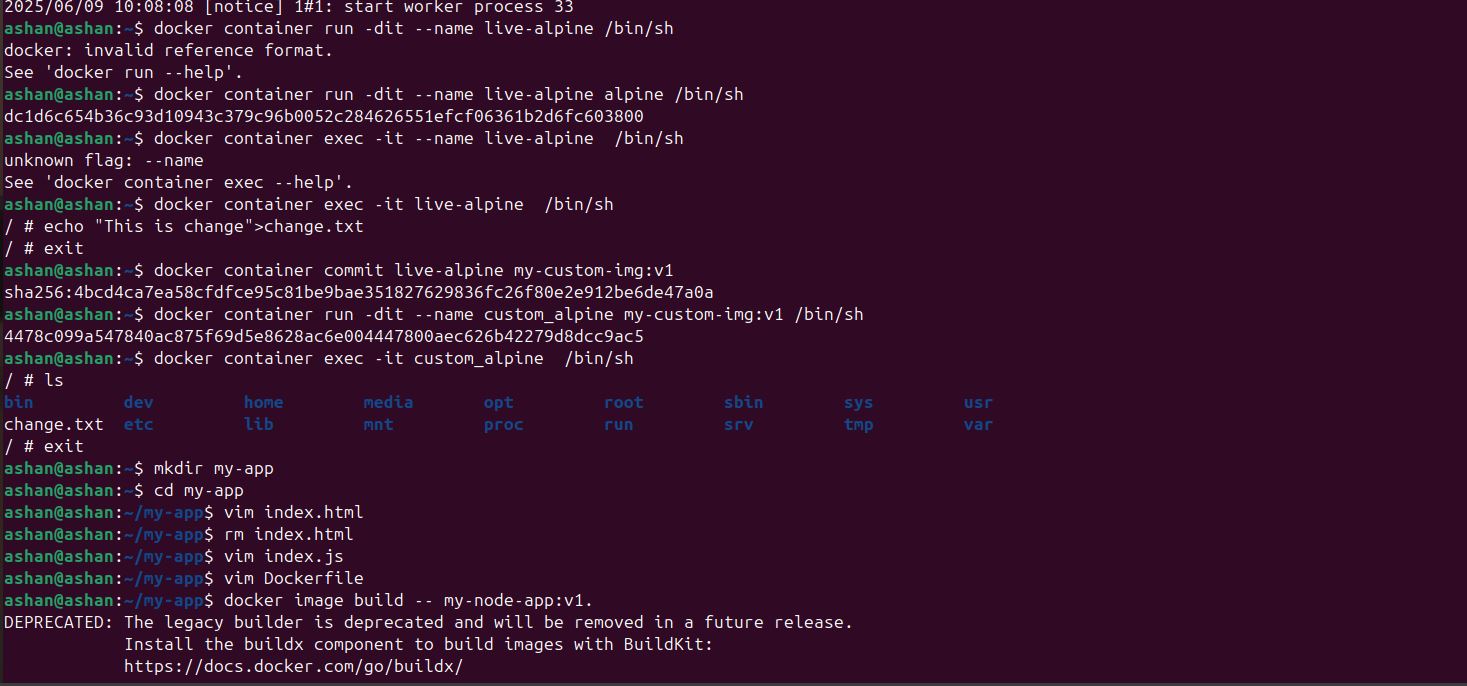 2025/06/09 10:08:08 [notice] 1#1: start worker process 33
ashan@ashan:~$ docker container run -dit --name live-alpine /bin/sh
docker: invalid reference format.
See 'docker run --help'.
ashan@ashan:~$ docker container run -dit --name live-alpine alpine /bin/sh
dc1d6c654b36c93d10943c379c96b0052c284626551efcf06361b2d6fc603800
ashan@ashan:~$ docker container exec -it --name live-alpine  /bin/sh
unknown flag: --name
See 'docker container exec --help'.
ashan@ashan:~$ docker container exec -it live-alpine  /bin/sh
/ # echo "This is change">change.txt
/ # exit
ashan@ashan:~$ docker container commit live-alpine my-custom-img:v1
sha256:4bcd4ca7ea58cfdfce95c81be9bae351827629836fc26f80e2e912be6de47a0a
ashan@ashan:~$ docker container run -dit --name custom_alpine my-custom-img:v1 /bin/sh
4478c099a547840ac875f69d5e8628ac6e004447800aec626b42279d8dcc9ac5
ashan@ashan:~$ docker container exec -it custom_alpine  /bin/sh
/ # ls
bin         dev         home        media       opt         root        sbin        sys         usr
change.txt  etc         lib         mnt         proc        run         srv         tmp         var
/ # exit
ashan@ashan:~$ mkdir my-app
ashan@ashan:~$ cd my-app
ashan@ashan:~/my-app$ vim index.html
ashan@ashan:~/my-app$ rm index.html
ashan@ashan:~/my-app$ vim index.js
ashan@ashan:~/my-app$ vim Dockerfile
ashan@ashan:~/my-app$ docker image build -- my-node-app:v1.
DEPRECATED: The legacy builder is deprecated and will be removed in a future release.
            Install the buildx component to build images with BuildKit:
            https://docs.docker.com/go/buildx/